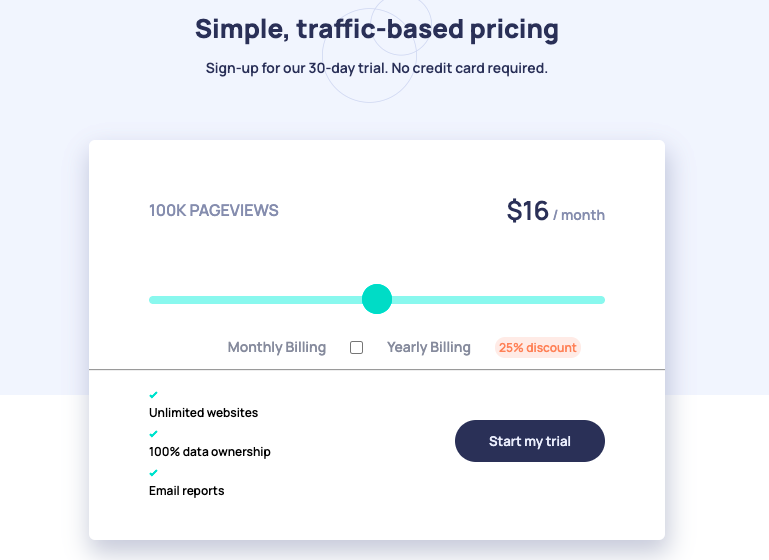 Simple, traffic-based pricing
Sign-up for our 30-day trial. No credit card required.
100K PAGEVIEWS
$16 / month
Monthly Billing Yearly Billing 25% discount
Unlimited websites
100% data ownership
Email reports
Start my trial